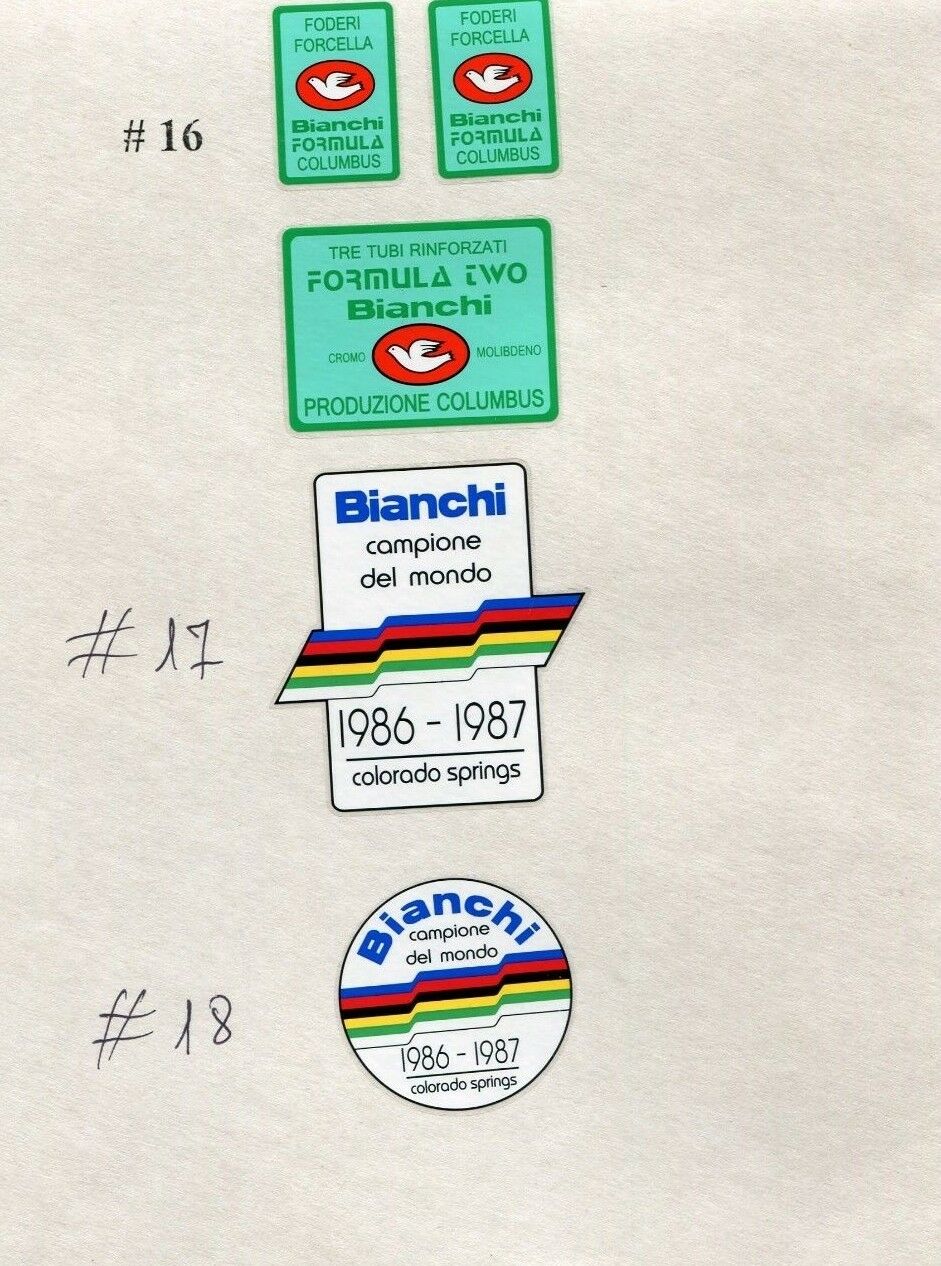 FODERI
FORCELLA
Bianchi
FORMULA
COLUMBUS
FODERI
FORCELLA
Bianchi
FORMULA
COLUMBUS
# 16
TRE TUBI RINFORZATI
FORMULA TWO
Bianchi
CROMO MOLIBDENO
PRODUZIONE COLUMBUS
Bianchi
campione
del mondo
# 17
1986 - 1987
colorado springs
Bianchi
campione
del mondo
# 18
1986 - 1987
colorado springs